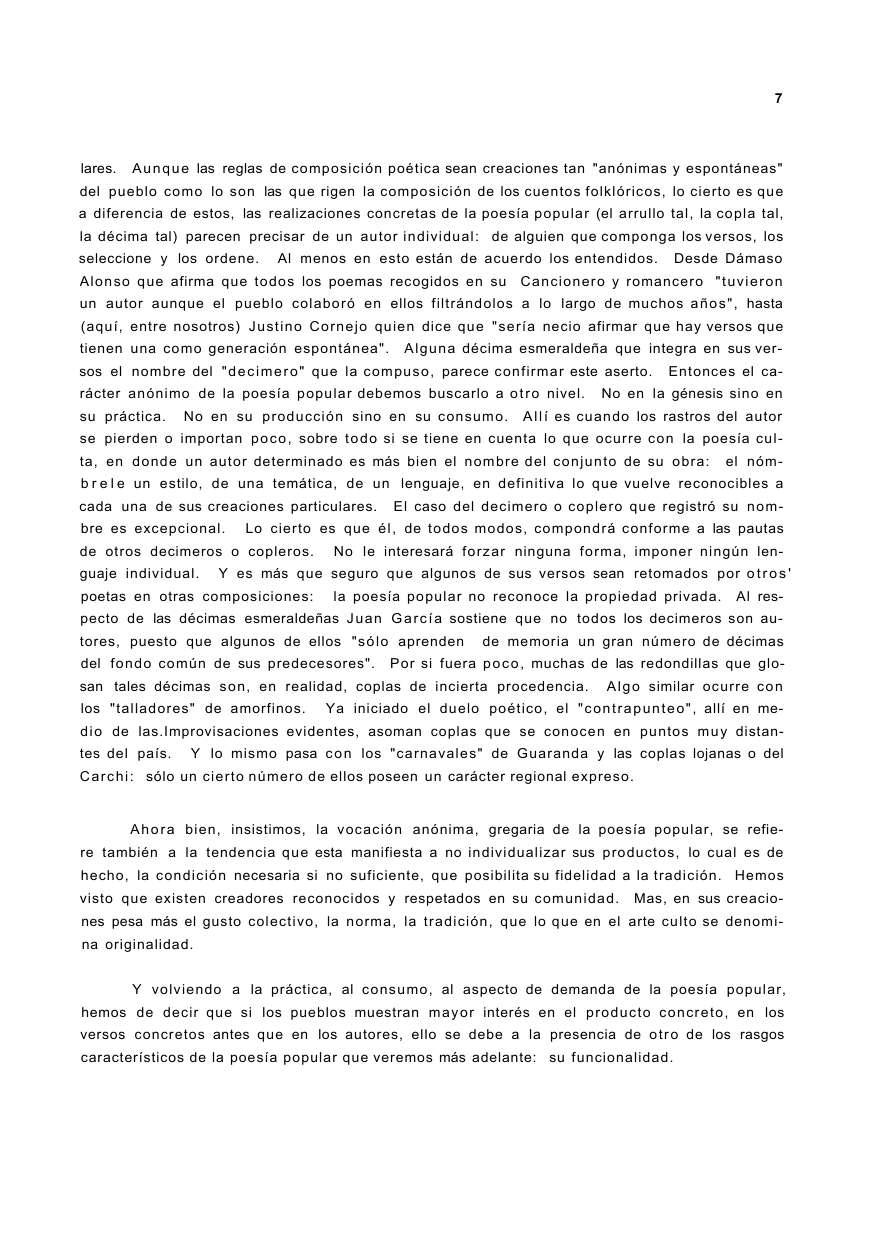 7
lares. Aunque las reglas de composición poética sean creaciones tan "anónimas y espontáneas"
del pueblo como lo son las que rigen la composición de los cuentos folklóricos, lo cierto es que
a diferencia de estos, las realizaciones concretas de la poesía popular (el arrullo tal, la copla tal,
la décima tal) parecen precisar de un autor individual: de alguien que componga los versos, los
seleccione y los ordene. Al menos en esto están de acuerdo los entendidos. Desde Dámaso
Alonso que afirma que todos los poemas recogidos en su Cancionero y romancero "tuvieron
un autor aunque el pueblo colaboró en ellos filtrándolos a lo largo de muchos años", hasta
(aquí, entre nosotros) Justino Cornejo quien dice que "sería necio afirmar que hay versos que
tienen una como generación espontánea". Alguna décima esmeraldeña que integra en sus ver-
sos el nombre del "decimero" que la compuso, parece confirmar este aserto. Entonces el ca-
rácter anónimo de la poesía popular debemos buscarlo a otro nivel. No en la génesis sino en
su práctica. No en su producción sino en su consumo. Allí es cuando los rastros del autor
se pierden o importan poco, sobre todo si se tiene en cuenta lo que ocurre con la poesía cul-
ta, en donde un autor determinado es más bien el nombre del conjunto de su obra: el nóm-
brele un estilo, de una temática, de un lenguaje, en definitiva lo que vuelve reconocibles a
cada una de sus creaciones particulares. El caso del decimero o coplero que registró su nom-
bre es excepcional. Lo cierto es que él, de todos modos, compondrá conforme a las pautas
de otros decimeros o copleros. No le interesará forzar ninguna forma, imponer ningún len-
guaje individual. Y es más que seguro que algunos de sus versos sean retomados por otros'
poetas en otras composiciones: la poesía popular no reconoce la propiedad privada. Al res-
pecto de las décimas esmeraldeñas Juan García sostiene que no todos los decimeros son au-
tores, puesto que algunos de ellos "sólo aprenden de memoria un gran número de décimas
del fondo común de sus predecesores". Por si fuera poco, muchas de las redondillas que glo-
san tales décimas son, en realidad, coplas de incierta procedencia. Algo similar ocurre con
los "talladores" de amorfinos. Ya iniciado el duelo poético, el "contrapunteo", allí en me-
dio de las.Improvisaciones evidentes, asoman coplas que se conocen en puntos muy distan-
tes del país. Y lo mismo pasa con los "carnavales" de Guaranda y las coplas lojanas o del
Carchi: sólo un cierto número de ellos poseen un carácter regional expreso.
Ahora bien, insistimos, la vocación anónima, gregaria de la poesía popular, se refie-
re también a la tendencia que esta manifiesta a no individualizar sus productos, lo cual es de
hecho, la condición necesaria si no suficiente, que posibilita su fidelidad a la tradición. Hemos
visto que existen creadores reconocidos y respetados en su comunidad. Mas, en sus creacio-
nes pesa más el gusto colectivo, la norma, la tradición, que lo que en el arte culto se denomi-
na originalidad.
Y volviendo a la práctica, al consumo, al aspecto de demanda de la poesía popular,
hemos de decir que si los pueblos muestran mayor interés en el producto concreto, en los
versos concretos antes que en los autores, ello se debe a la presencia de otro de los rasgos
característicos de la poesía popular que veremos más adelante: su funcionalidad.